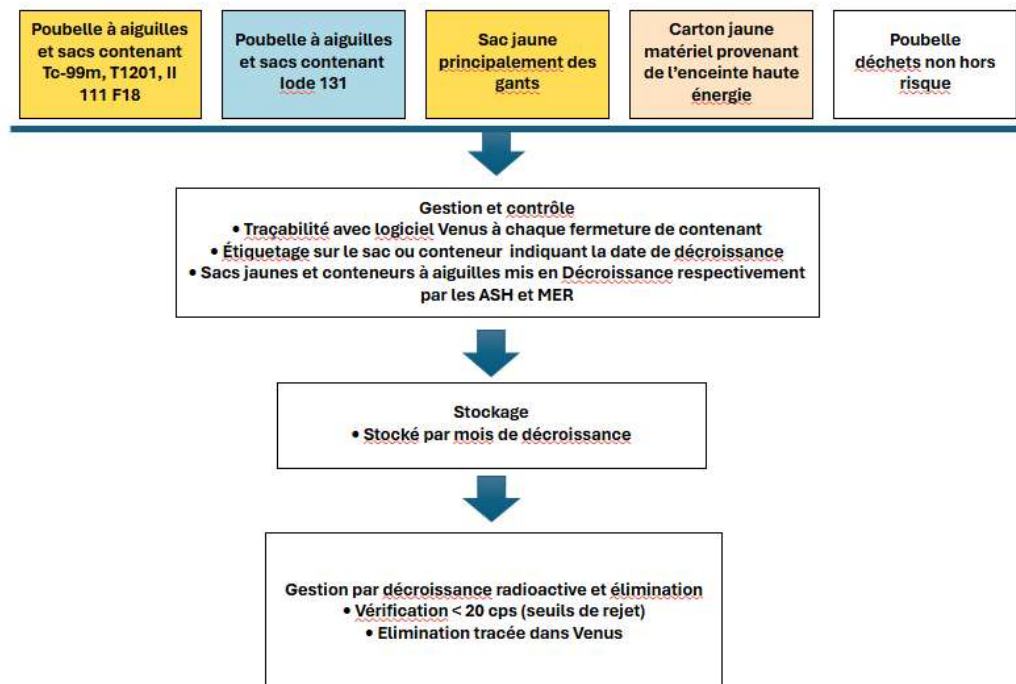 Poubelle à aiguilles
et sacs contenant
Tc-99m, T1201, II
111 F18
Poubelle à aiguilles
et sacs contenant
Iode 131
Sac jaune
principalement des
gants
Carton jaune
matériel provenant
de l'enceinte haute
énergie
Poubelle
déchets non hors
risque
Gestion et contrôle
• Traçabilité avec logiciel Venus à chaque fermeture de contenant
• Étiquetage sur le sac ou conteneur indiquant la date de décroissance
• Sacs jaunes et conteneurs à aiguilles mis en Décroissance respectivement
par les ASH et MER
Stockage
• Stocké par mois de décroissance
Gestion par décroissance radioactive et élimination
• Vérification < 20 cps (seuils de rejet)
• Elimination tracée dans Venus